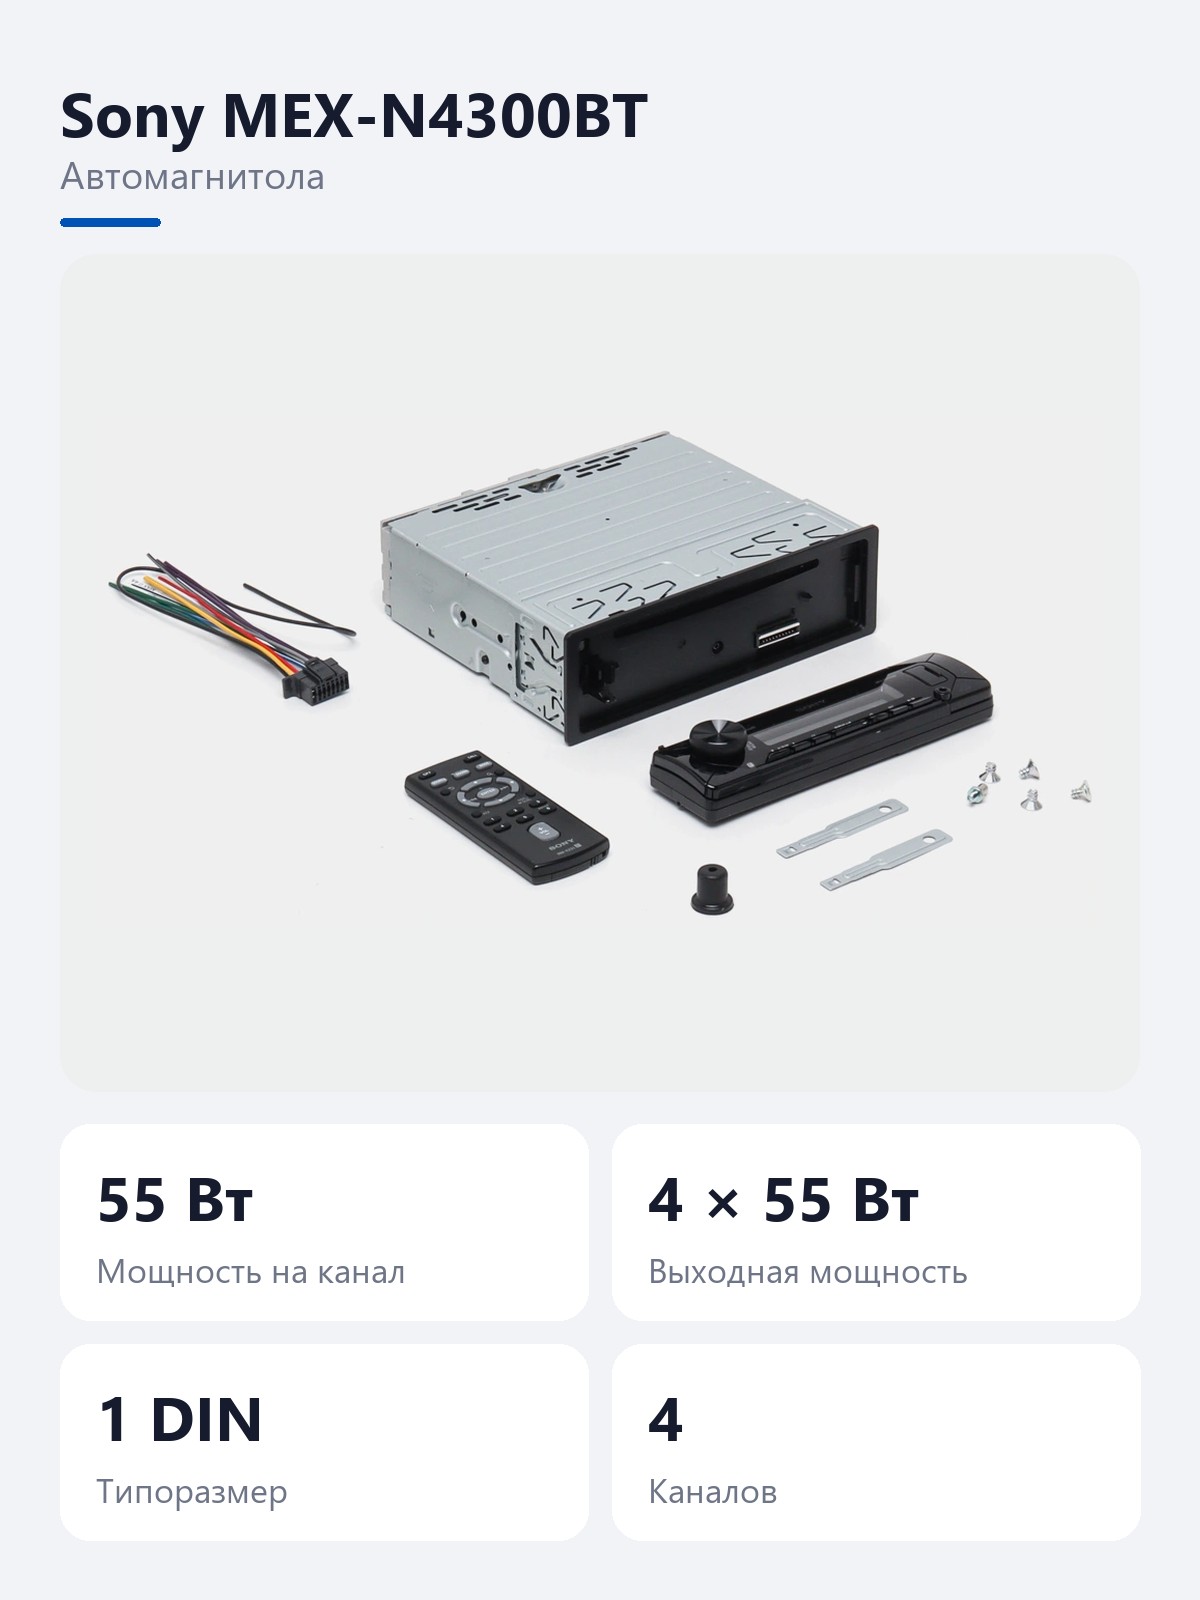 Sony MEX-N4300BT
Автомагнитола
SONY
55 Вт
Мощность на канал
4 × 55 Вт
Выходная мощность
1 DIN
Типоразмер
4
Каналов